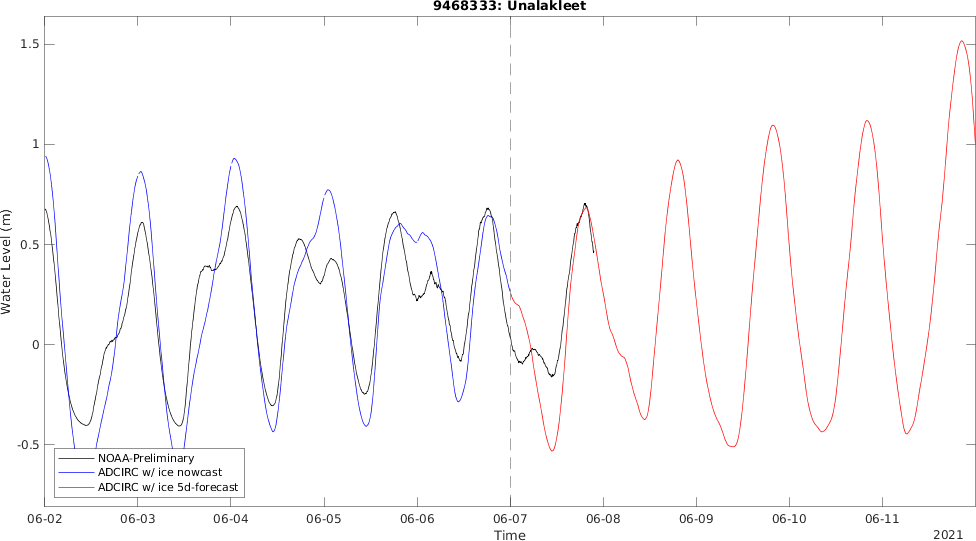 9468333: Unalakleet
1.5
1
0.5
0
-0.5
Water Level (m)
NOAA-Preliminary
ADCIRC w/ ice nowcast
ADCIRC w/ ice 5d-forecast
06-02 06-03 06-04 06-05 06-06 06-07 06-08 06-09 06-10 06-11
Time
2021